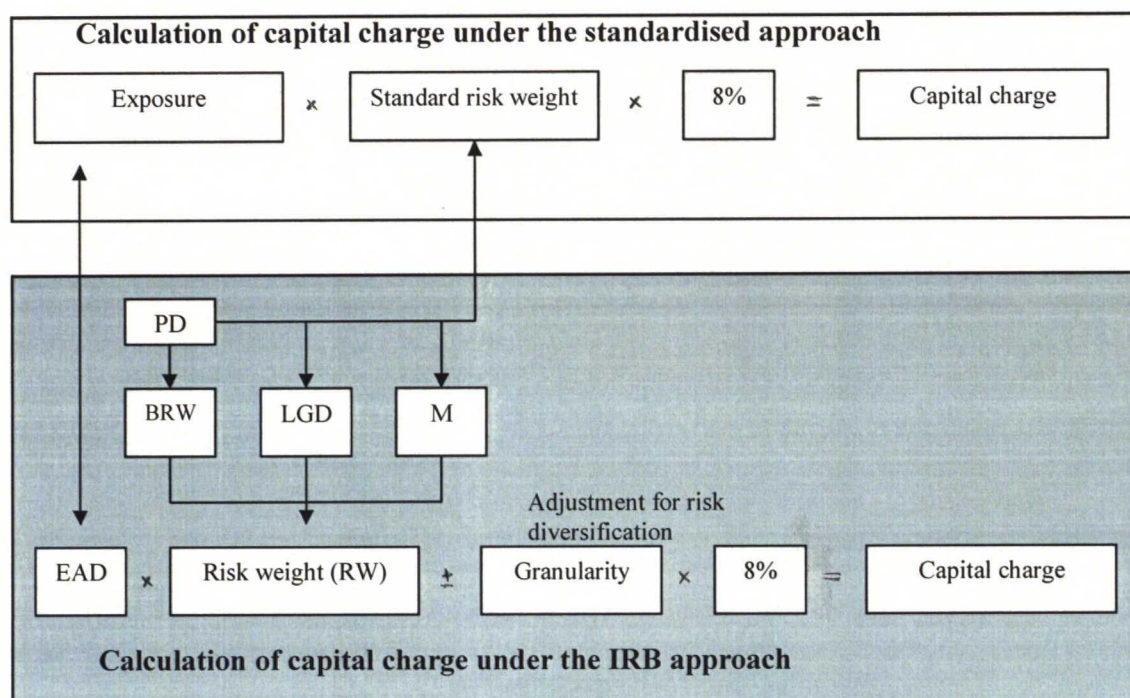 Calculation of capital charge under the standardised approach
Exposure × Standard risk weight × 8% = Capital charge
PD
BRW LGD M
Adjustment for risk
diversification
EAD × Risk weight (RW) ± Granularity × 8% = Capital charge
Calculation of capital charge under the IRB approach